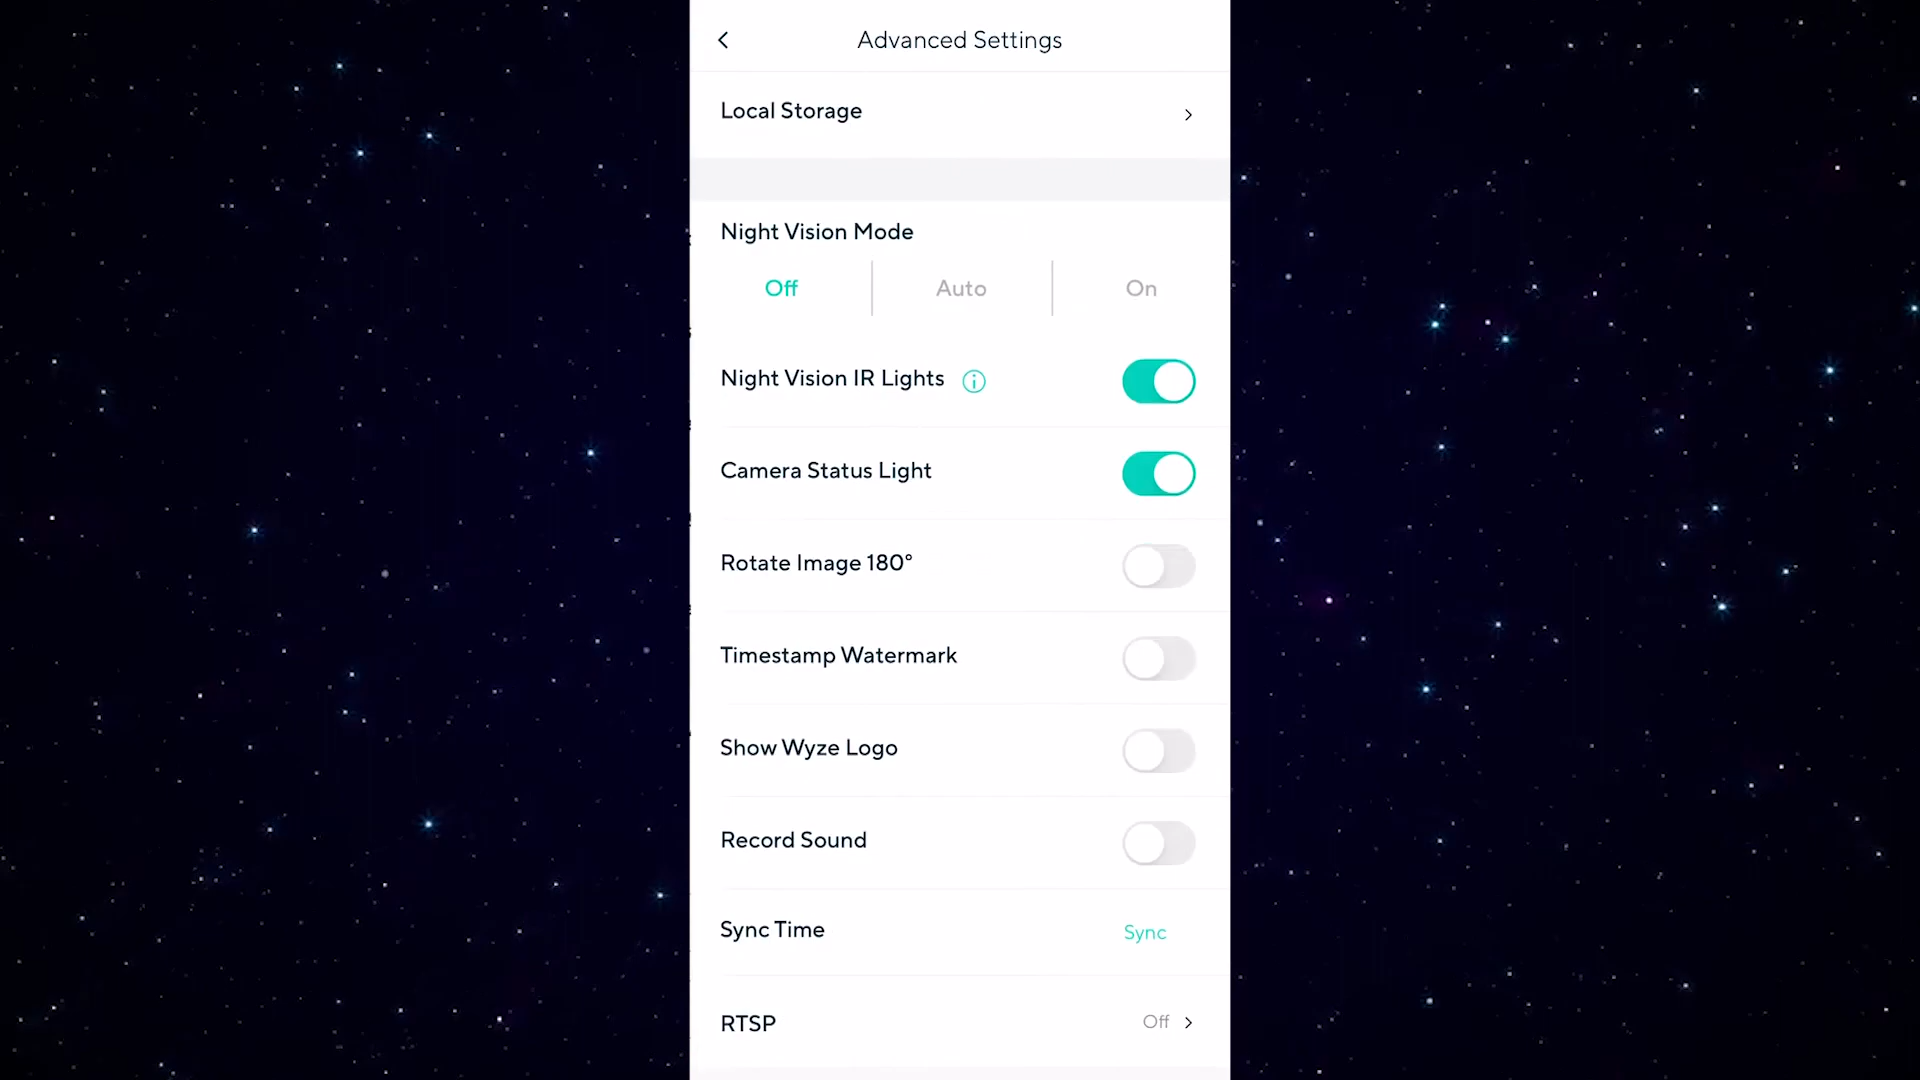 Advanced Settings
Local Storage
Night Vision Mode
Off Auto On
Night Vision IR Lights
Camera Status Light
Rotate Image 180°
Timestamp Watermark
Show Wyze Logo
Record Sound
Sync Time Sync
RTSP Off